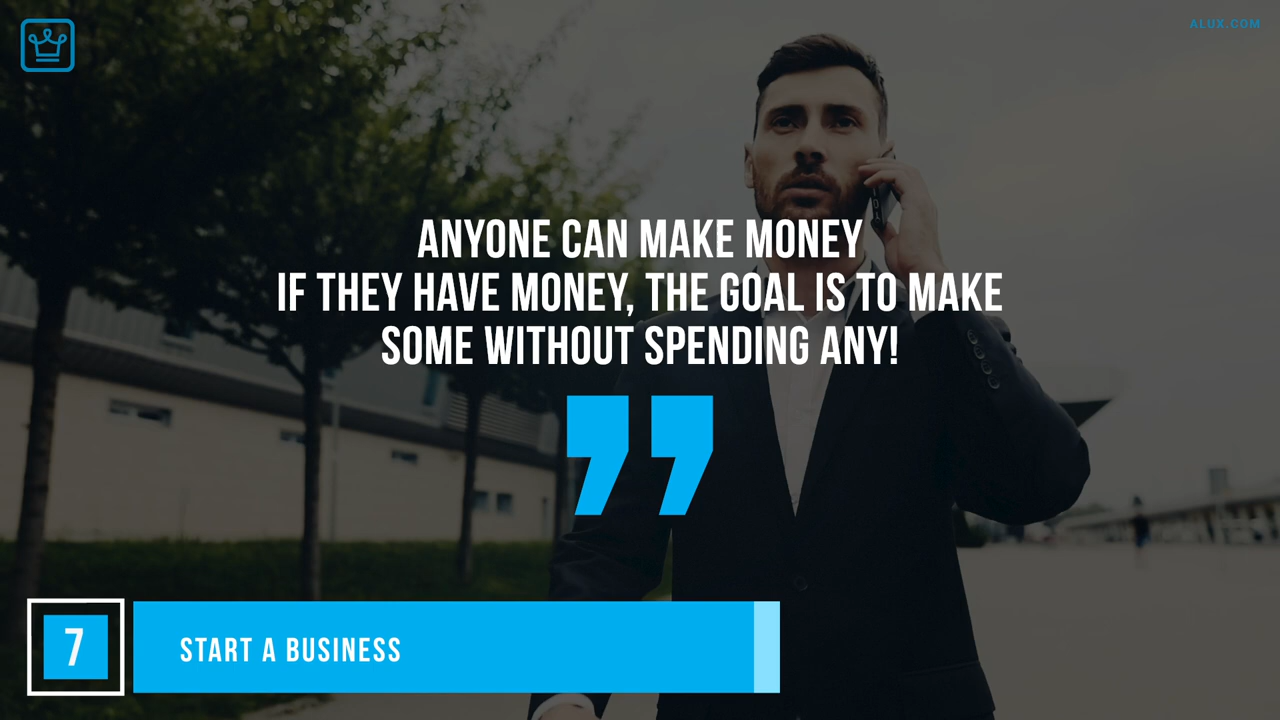 ALUX.COM
ANYONE CAN MAKE MONEY
IF THEY HAVE MONEY, THE GOAL IS TO MAKE
SOME WITHOUT SPENDING ANY!
”
7
START A BUSINESS